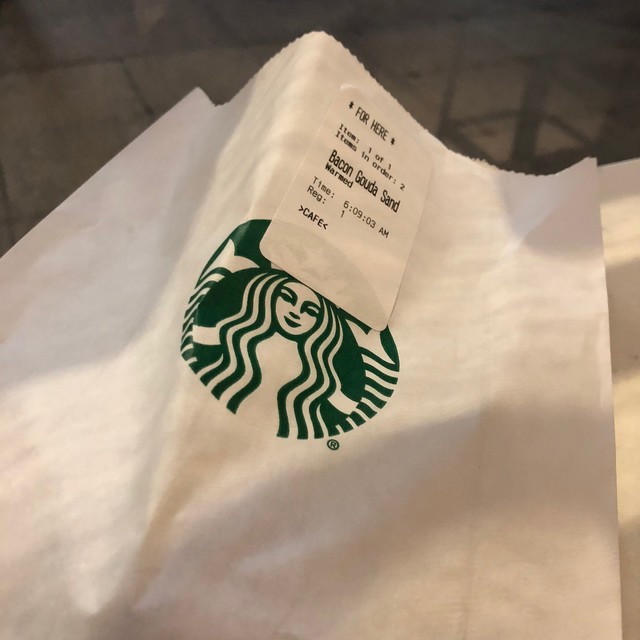 * FOR HERE *
Item: 1 of 1
Items in order: 2
Bacon Gouda Sand
Warmed
Time: 6:09:03 AM
Reg: 1
>CAFE<
®